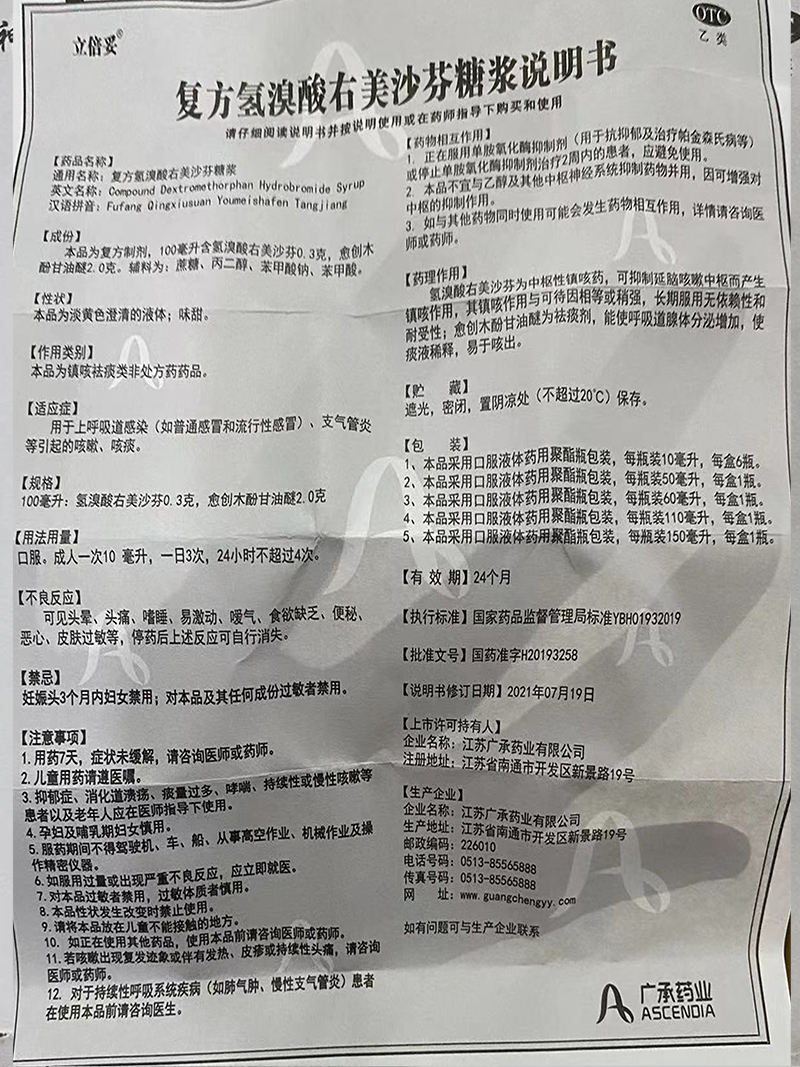 立倍妥®
OTC
乙类
复方氢溴酸右美沙芬糖浆说明书
请仔细阅读说明书并按说明使用或在药师指导下购买和使用
【药品名称】
通用名称：复方氢溴酸右美沙芬糖浆
英文名称：Compound Dextromethorphan Hydrobromide Syrup
汉语拼音：Fufang Qingxiusuan Youmeishafen Tangjiang
【成份】
本品为复方制剂，100毫升含氢溴酸右美沙芬0.3克，愈创木
酚甘油醚2.0克。辅料为：蔗糖、丙二醇、苯甲酸钠、苯甲酸。
【性状】
本品为淡黄色澄清的液体；味甜。
【作用类别】
本品为镇咳祛痰类非处方药药品。
【适应症】
用于上呼吸道感染（如普通感冒和流行性感冒）、支气管炎
等引起的咳嗽、咳痰。
【规格】
100毫升：氢溴酸右美沙芬0.3克，愈创木酚甘油醚2.0克
【用法用量】
口服。成人一次10 毫升，一日3次，24小时不超过4次。
【不良反应】
可见头晕、头痛、嗜睡、易激动、嗳气、食欲缺乏、便秘、
恶心、皮肤过敏等，停药后上述反应可自行消失。
【禁忌】
妊娠头3个月内妇女禁用；对本品及其任何成份过敏者禁用。
【注意事项】
1. 用药7天，症状未缓解，请咨询医师或药师。
2. 儿童用药请遵医嘱。
3. 抑郁症、消化道溃疡、痰量过多、哮喘、持续性或慢性咳嗽等
患者以及老年人应在医师指导下使用。
4. 孕妇及哺乳期妇女慎用。
5. 服药期间不得驾驶机、车、船、从事高空作业、机械作业及操
作精密仪器。
6. 如服用过量或出现严重不良反应，应立即就医。
7. 对本品过敏者禁用，过敏体质者慎用。
8. 本品性状发生改变时禁止使用。
9. 请将本品放在儿童不能接触的地方。
10. 如正在使用其他药品，使用本品前请咨询医师或药师。
11. 若咳嗽出现复发迹象或伴有发热、皮疹或持续性头痛，请咨询
医师或药师。
12. 对于持续性呼吸系统疾病（如肺气肿、慢性支气管炎）患者
在使用本品前请咨询医生。
【药物相互作用】
1. 正在服用单胺氧化酶抑制剂（用于抗抑郁及治疗帕金森氏病等）
或停止单胺氧化酶抑制剂治疗2周内的患者，应避免使用。
2. 本品不宜与乙醇及其他中枢神经系统抑制药物并用，因可增强对
中枢的抑制作用。
3. 如与其他药物同时使用可能会发生药物相互作用，详情请咨询医
师或药师。
【药理作用】
氢溴酸右美沙芬为中枢性镇咳药，可抑制延脑咳嗽中枢而产生
镇咳作用，其镇咳作用与可待因相等或稍强，长期服用无依赖性和
耐受性；愈创木酚甘油醚为祛痰剂，能使呼吸道腺体分泌增加，使
痰液稀释，易于咳出。
【贮 藏】
遮光，密闭，置阴凉处（不超过20℃）保存。
【包 装】
1、本品采用口服液体药用聚酯瓶包装，每瓶装10毫升，每盒6瓶。
2、本品采用口服液体药用聚酯瓶包装，每瓶装50毫升，每盒1瓶。
3、本品采用口服液体药用聚酯瓶包装，每瓶装60毫升，每盒1瓶。
4、本品采用口服液体药用聚酯瓶包装，每瓶装110毫升，每盒1瓶。
5、本品采用口服液体药用聚酯瓶包装，每瓶装150毫升，每盒1瓶。
【有 效 期】24个月
【执行标准】国家药品监督管理局标准YBH01932019
【批准文号】国药准字H20193258
【说明书修订日期】2021年07月19日
【上市许可持有人】
企业名称：江苏广承药业有限公司
注册地址：江苏省南通市开发区新景路19号
【生产企业】
企业名称：江苏广承药业有限公司
生产地址：江苏省南通市开发区新景路19号
邮政编码：226010
电话号码：0513-85565888
传真号码：0513-85565888
网 址：www.guangchengyy.com
如有问题可与生产企业联系
广承药业
ASCENDIA